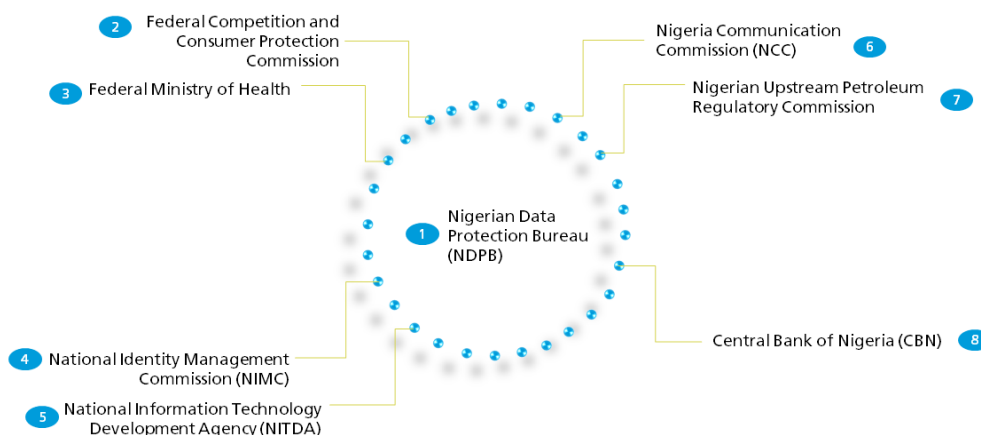 2
Federal Competition and
Consumer Protection
Commission
3
Federal Ministry of Health
Nigeria Communication
Commission (NCC)
6
Nigerian Upstream Petroleum
Regulatory Commission
7
1
Nigerian Data
Protection Bureau
(NDPB)
4
National Identity Management
Commission (NIMC)
5
National Information Technology
Development Agency (NITDA)
Central Bank of Nigeria (CBN)
8